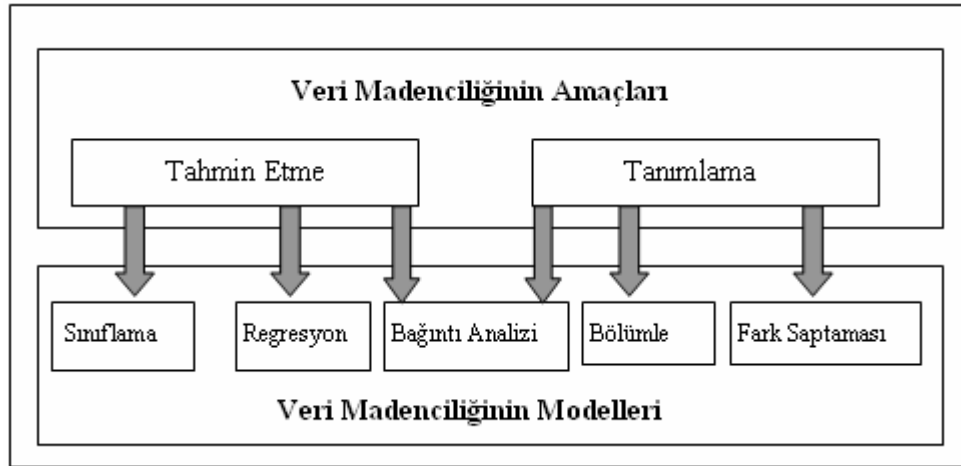 Veri Madenciliğinin Amaçları
Tahmin Etme
Tanımlama
Sınıflama
Regresyon
Bağıntı Analizi
Bölümle
Fark Saptaması
Veri Madenciliğinin Modelleri